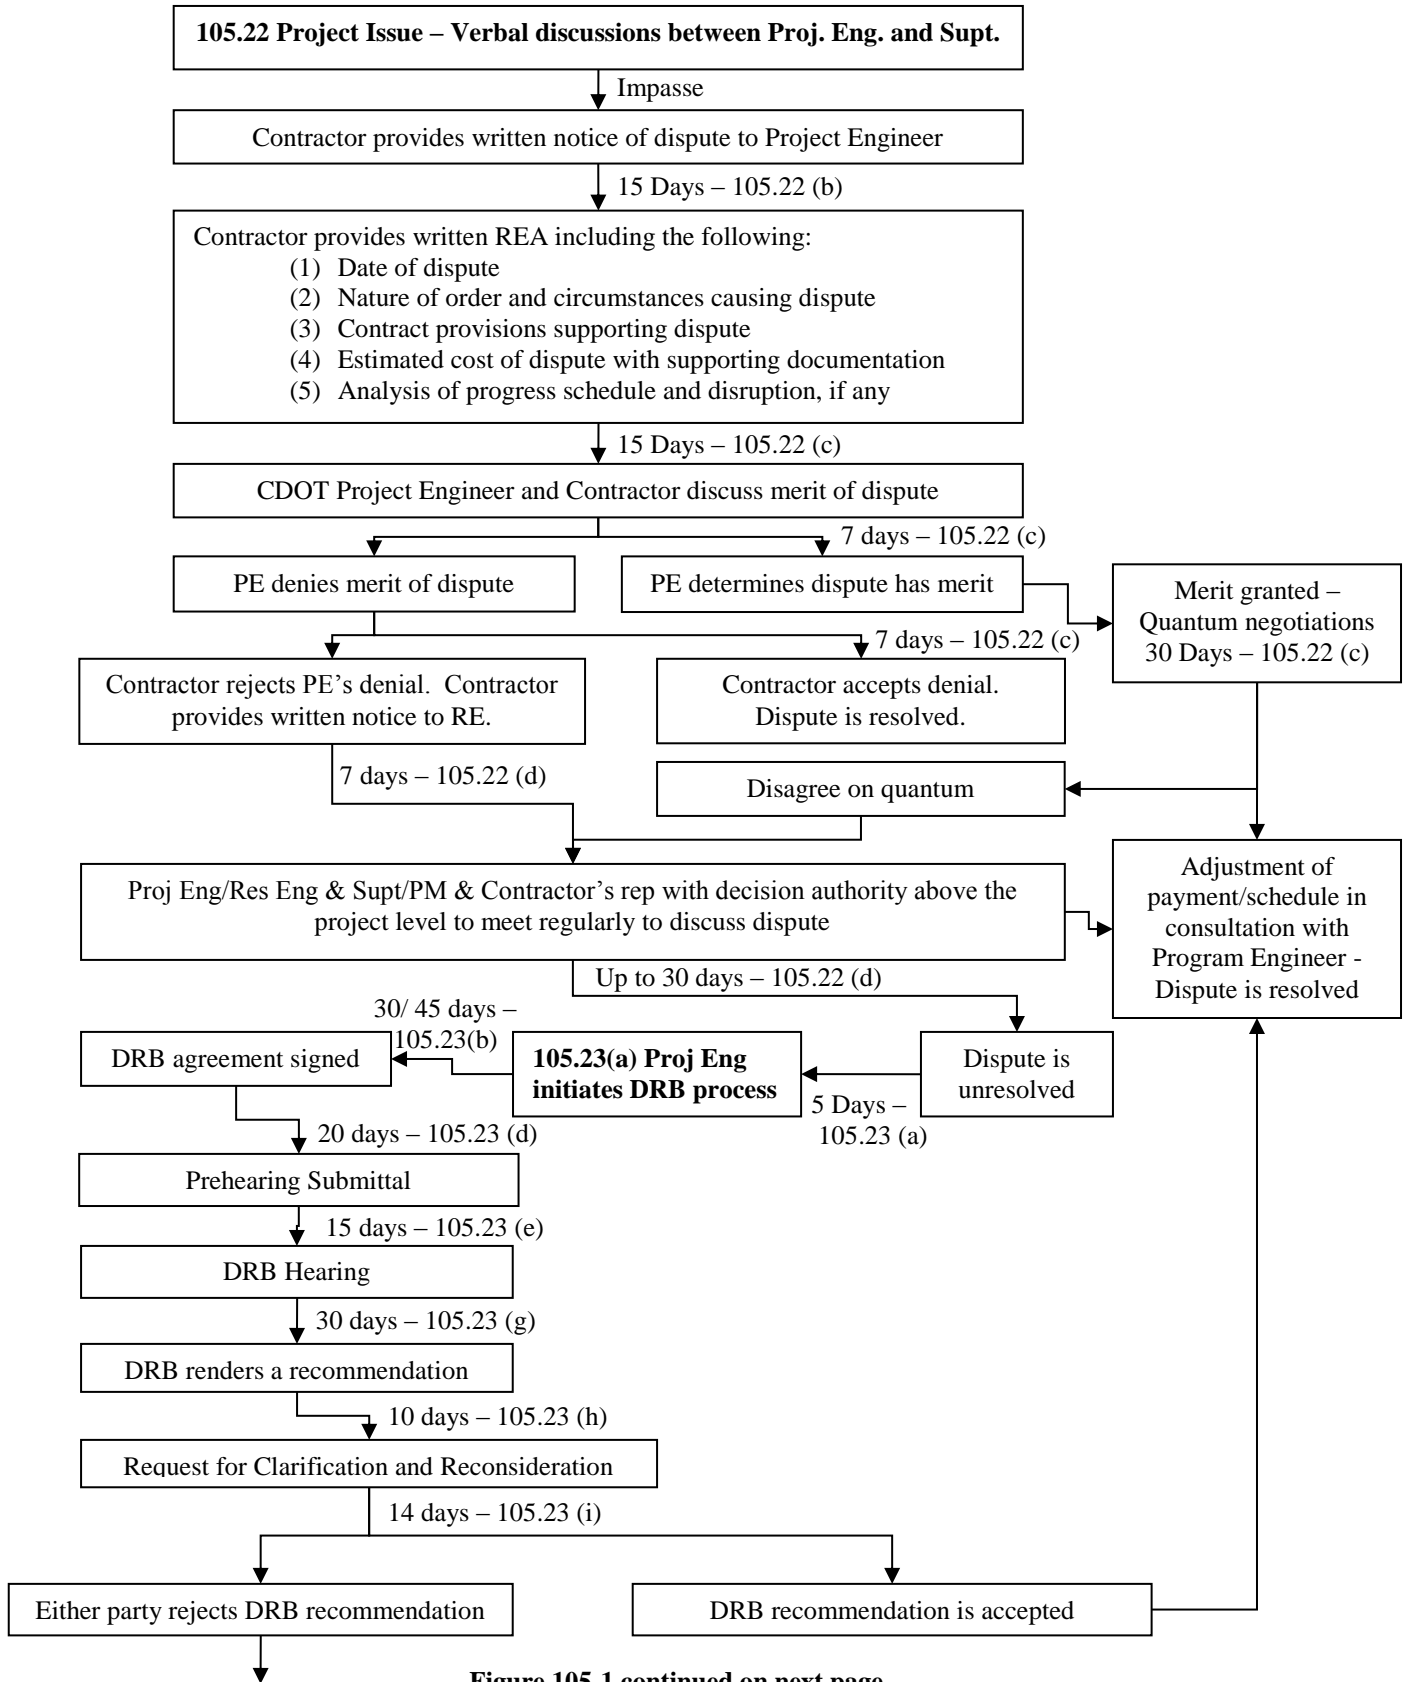 105.22 Project Issue – Verbal discussions between Proj. Eng. and Supt.
Impasse
Contractor provides written notice of dispute to Project Engineer
15 Days – 105.22 (b)
Contractor provides written REA including the following:
(1) Date of dispute
(2) Nature of order and circumstances causing dispute
(3) Contract provisions supporting dispute
(4) Estimated cost of dispute with supporting documentation
(5) Analysis of progress schedule and disruption, if any
15 Days – 105.22 (c)
CDOT Project Engineer and Contractor discuss merit of dispute
7 days – 105.22 (c)
PE denies merit of dispute
PE determines dispute has merit
Merit granted –
Quantum negotiations
30 Days – 105.22 (c)
7 days – 105.22 (c)
Contractor rejects PE’s denial.  Contractor
provides written notice to RE.
Contractor accepts denial.
Dispute is resolved.
7 days – 105.22 (d)
Disagree on quantum
Proj Eng/Res Eng & Supt/PM & Contractor’s rep with decision authority above the
project level to meet regularly to discuss dispute
Adjustment of
payment/schedule in
consultation with
Program Engineer -
Dispute is resolved
Up to 30 days – 105.22 (d)
Dispute is
unresolved
5 Days –
105.23 (a)
105.23(a) Proj Eng
initiates DRB process
30/ 45 days –
105.23(b)
DRB agreement signed
20 days – 105.23 (d)
Prehearing Submittal
15 days – 105.23 (e)
DRB Hearing
30 days – 105.23 (g)
DRB renders a recommendation
10 days – 105.23 (h)
Request for Clarification and Reconsideration
14 days – 105.23 (i)
Either party rejects DRB recommendation
DRB recommendation is accepted
Figure 105-1 continued on next page